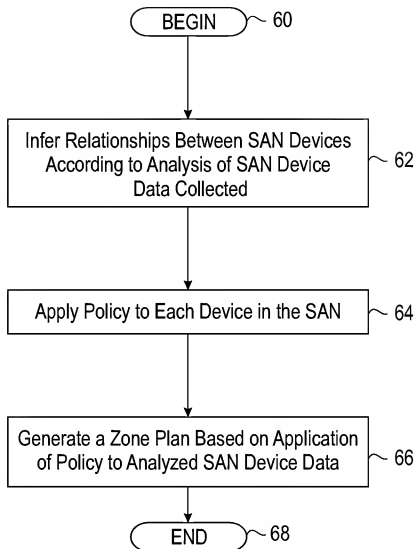 BEGIN 60
Infer Relationships Between SAN Devices
According to Analysis of SAN Device
Data Collected
62
Apply Policy to Each Device in the SAN 64
Generate a Zone Plan Based on Application
of Policy to Analyzed SAN Device Data
66
END 68